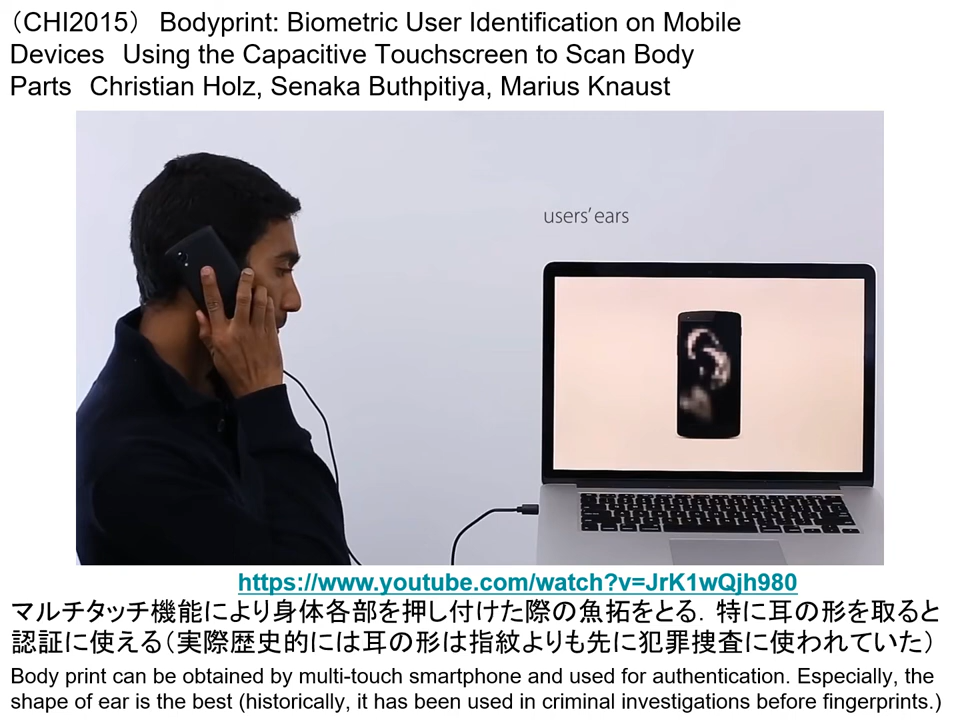 （CHI2015） Bodyprint: Biometric User Identification on Mobile
Devices Using the Capacitive Touchscreen to Scan Body
Parts Christian Holz, Senaka Buthpitiya, Marius Knaust
users’ ears
https://www.youtube.com/watch?v=JrK1wQjh980
マルチタッチ機能により身体各部を押し付けた際の魚拓をとる．特に耳の形を取ると
認証に使える（実際歴史的には耳の形は指紋よりも先に犯罪捜査に使われていた）
Body print can be obtained by multi-touch smartphone and used for authentication. Especially, the
shape of ear is the best (historically, it has been used in criminal investigations before fingerprints.)